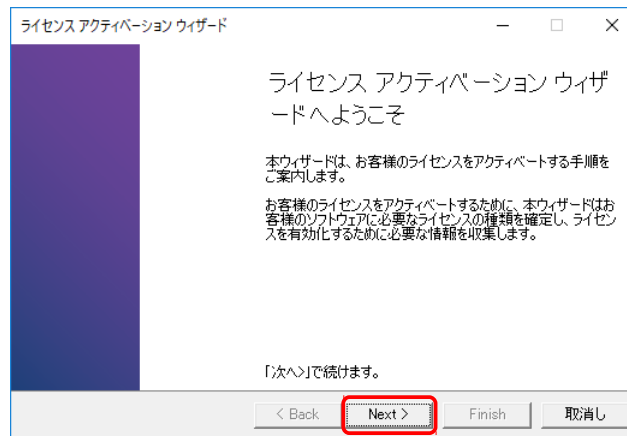 ライセンス アクティベーション ウィザード
ライセンス アクティベーション ウィザ
ードへようこそ
本ウィザードは、お客様のライセンスをアクティベートする手順を
ご案内します。
お客様のライセンスをアクティベートするために、本ウィザードはお
客様のソフトウェアに必要なライセンスの種類を確定し、ライセン
スを有効化するために必要な情報を収集します。
「次へ>」で続けます。
< Back Next > Finish 取消し